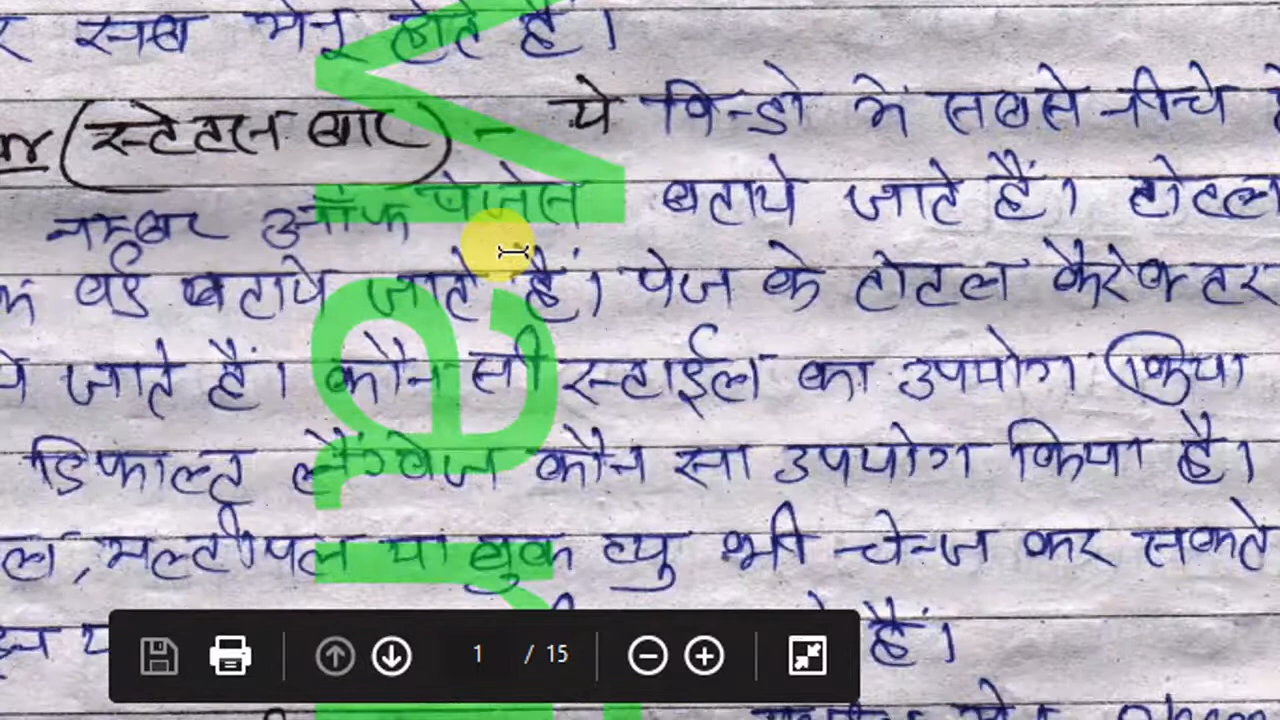 र सब मेनू होते हैं।
(स्टेटस बार) - ये विन्डो में सबसे नीचे
नम्बर ऑफ पेजेस बताये जाते हैं। टोटल
वर्ड बताये जाते है। पेज के टोटल कैरेक्टर
ये जाते हैं। कौन सी स्टाईल का उपयोग किया
डिफाल्ट लैंग्वेज कौन सा उपयोग किया है।
ल, मल्टीपल या बुक व्यु भी चेन्ज कर सकते
हैं।
1 / 15